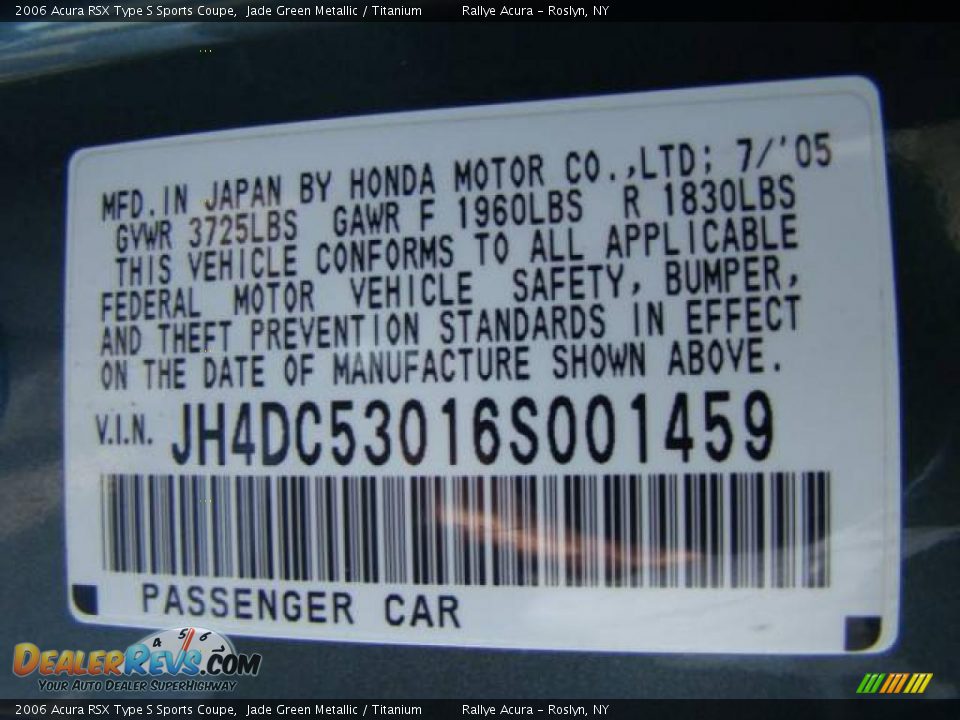 2006 Acura RSX Type S Sports Coupe,  Jade Green Metallic / Titanium  Rallye Acura - Roslyn, NY
MFD.IN JAPAN BY HONDA MOTOR CO.,LTD; 7/'05
GVWR 3725LBS  GAWR F 1960LBS  R 1830LBS
THIS VEHICLE CONFORMS TO ALL APPLICABLE
FEDERAL MOTOR VEHICLE SAFETY, BUMPER,
AND THEFT PREVENTION STANDARDS IN EFFECT
ON THE DATE OF MANUFACTURE SHOWN ABOVE.
V.I.N. JH4DC53016S001459
PASSENGER CAR
4 5 6 7
DEALERREVS.COM
YOUR AUTO DEALER SUPERHIGHWAY
2006 Acura RSX Type S Sports Coupe,  Jade Green Metallic / Titanium  Rallye Acura - Roslyn, NY